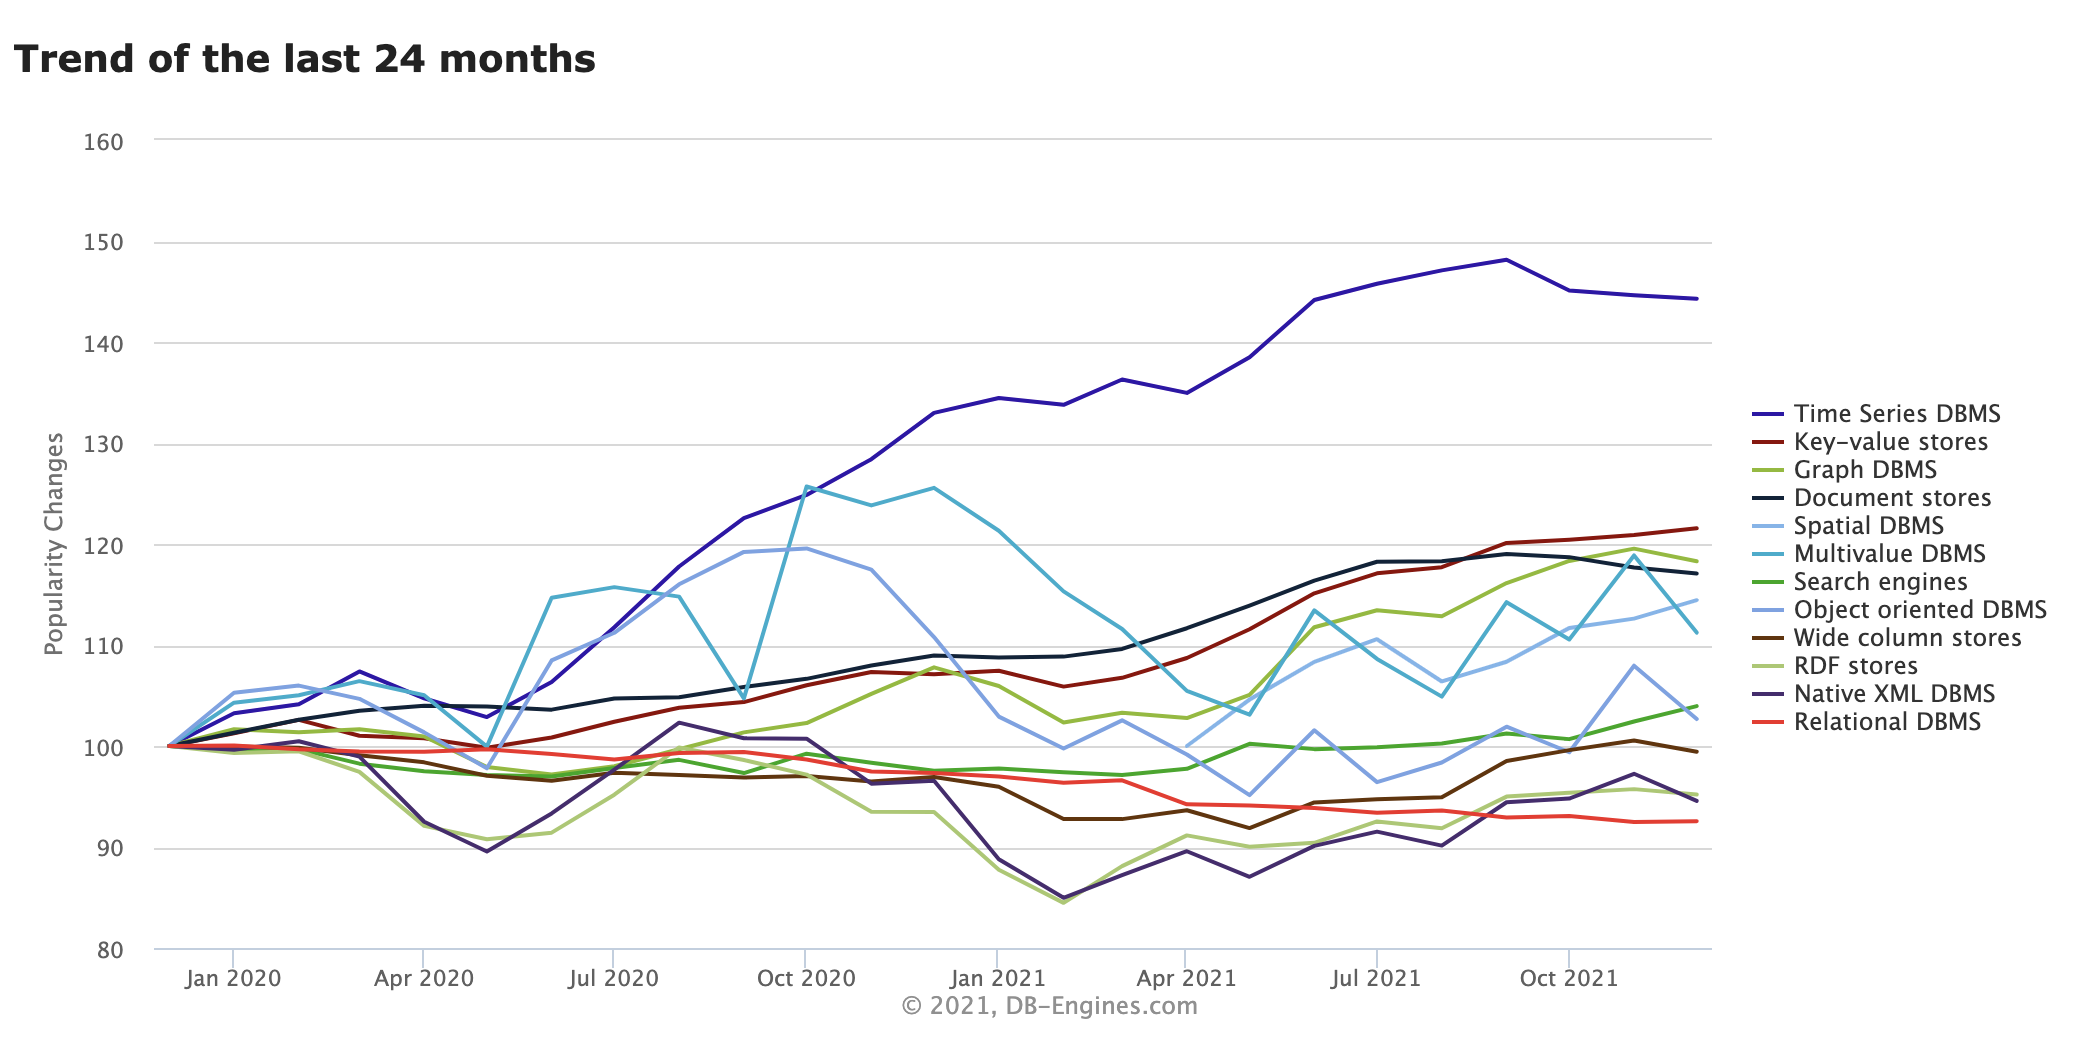 Trend of the last 24 months
160
150
140
130
120
110
100
90
80
Popularity Changes
Jan 2020 Apr 2020 Jul 2020 Oct 2020 Jan 2021 Apr 2021 Jul 2021 Oct 2021
© 2021, DB-Engines.com
Time Series DBMS
Key-value stores
Graph DBMS
Document stores
Spatial DBMS
Multivalue DBMS
Search engines
Object oriented DBMS
Wide column stores
RDF stores
Native XML DBMS
Relational DBMS